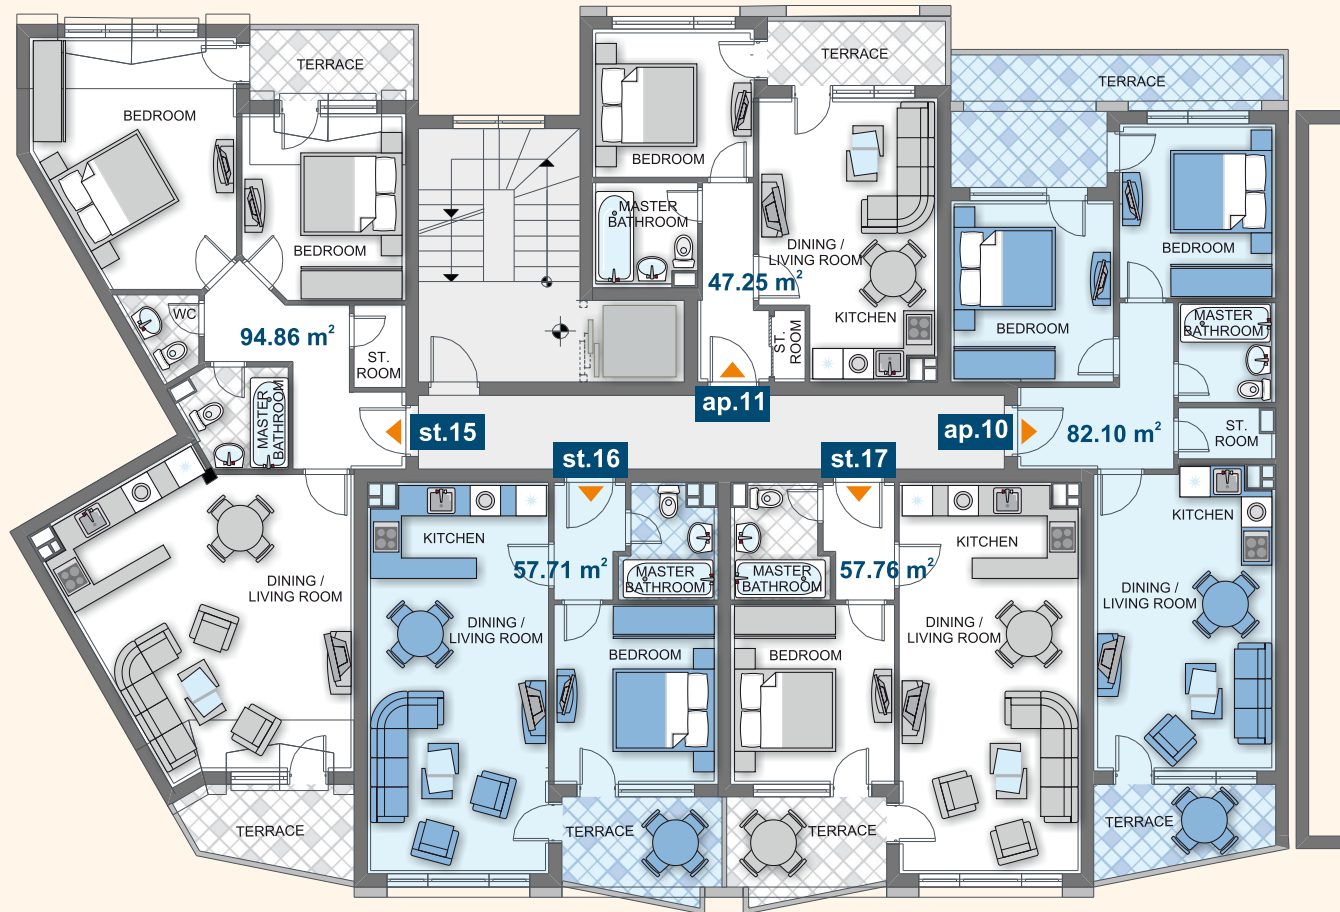 TERRACE
BEDROOM
BEDROOM
WC
94.86 m²
ST.
ROOM
MASTER
BATHROOM
st.15
DINING /
LIVING ROOM
TERRACE
TERRACE
BEDROOM
MASTER
BATHROOM
DINING /
LIVING ROOM
47.25 m²
KITCHEN
ST.
ROOM
ap.11
TERRACE
BEDROOM
BEDROOM
MASTER
BATHROOM
ap.10
82.10 m²
ST.
ROOM
KITCHEN
DINING /
LIVING ROOM
TERRACE
st.16
KITCHEN
57.71 m²
MASTER
BATHROOM
DINING /
LIVING ROOM
BEDROOM
TERRACE
st.17
KITCHEN
57.76 m²
MASTER
BATHROOM
DINING /
LIVING ROOM
BEDROOM
TERRACE